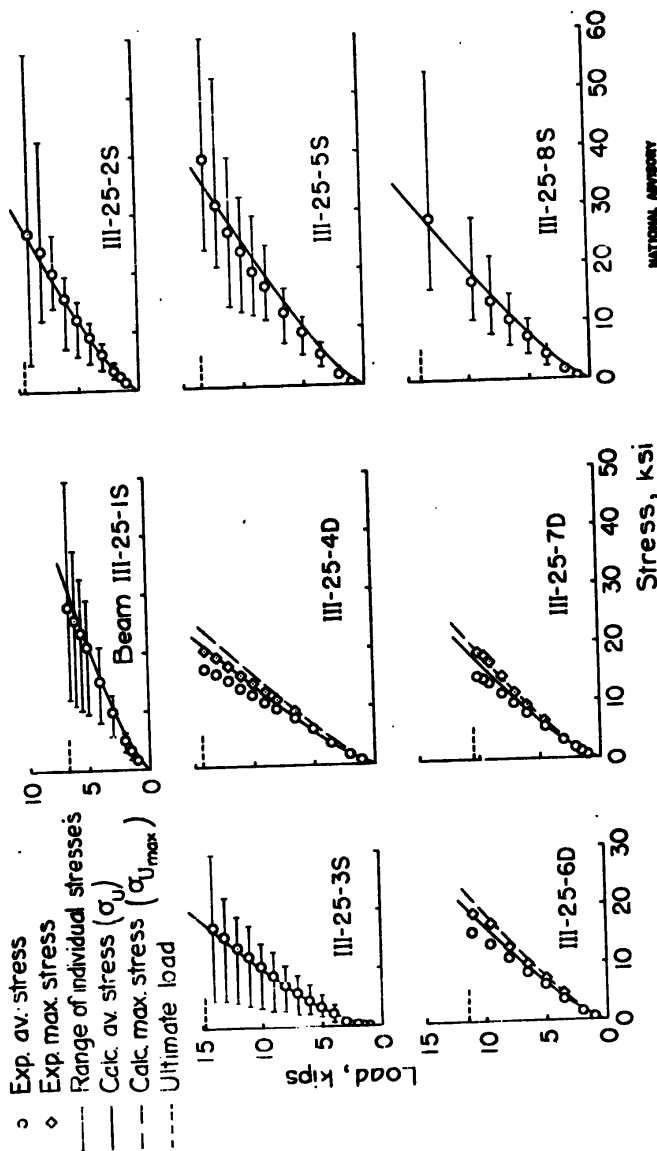 Exp. av. stress
Exp. max. stress
Range of individual stresses
Calc. av. stress (σU)
Calc. max. stress (σUmax)
Ultimate load
10
5
0
Beam III-25-1S
III-25-2S
15
10
5
0
Load, kips
III-25-3S
III-25-4D
III-25-5S
10
5
0
III-25-6D
III-25-7D
III-25-8S
0 10 20 30
0 10 20 30 40 50
0 10 20 30 40 50 60
Stress, ksi
NATIONAL ADVISORY